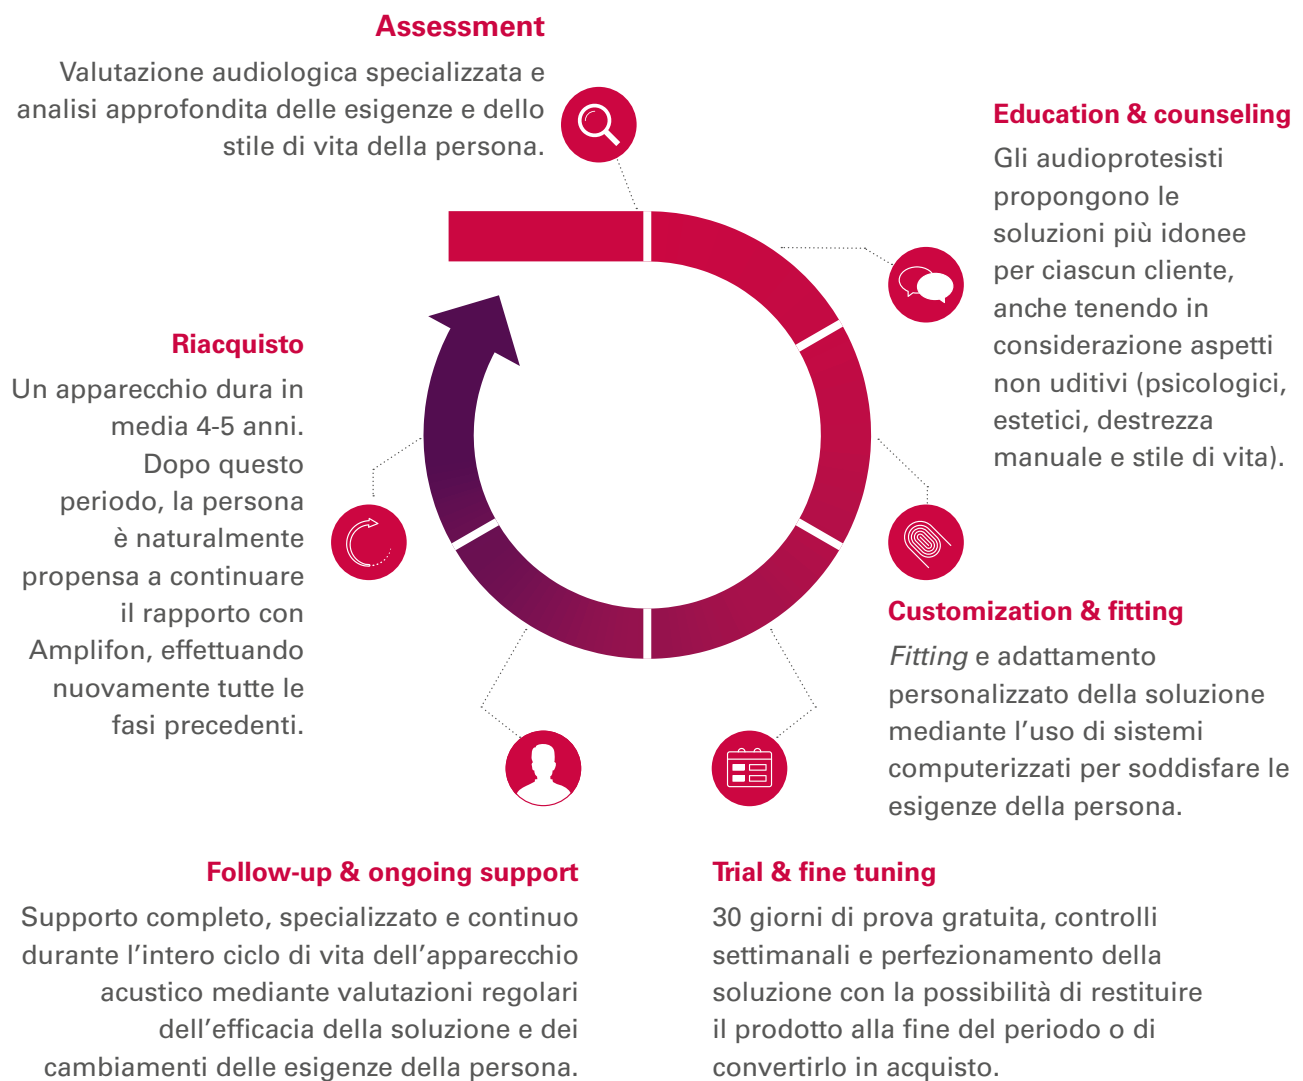 Assessment
Valutazione audiologica specializzata e
analisi approfondita delle esigenze e dello
stile di vita della persona.
Education & counseling
Gli audioprotesisti
propongono le
soluzioni più idonee
per ciascun cliente,
anche tenendo in
considerazione aspetti
non uditivi (psicologici,
estetici, destrezza
manuale e stile di vita).
Customization & fitting
Fitting e adattamento
personalizzato della soluzione
mediante l’uso di sistemi
computerizzati per soddisfare le
esigenze della persona.
Trial & fine tuning
30 giorni di prova gratuita, controlli
settimanali e perfezionamento della
soluzione con la possibilità di restituire
il prodotto alla fine del periodo o di
convertirlo in acquisto.
Follow-up & ongoing support
Supporto completo, specializzato e continuo
durante l’intero ciclo di vita dell’apparecchio
acustico mediante valutazioni regolari
dell’efficacia della soluzione e dei
cambiamenti delle esigenze della persona.
Riacquisto
Un apparecchio dura in
media 4-5 anni.
Dopo questo
periodo, la persona
è naturalmente
propensa a continuare
il rapporto con
Amplifon, effettuando
nuovamente tutte le
fasi precedenti.